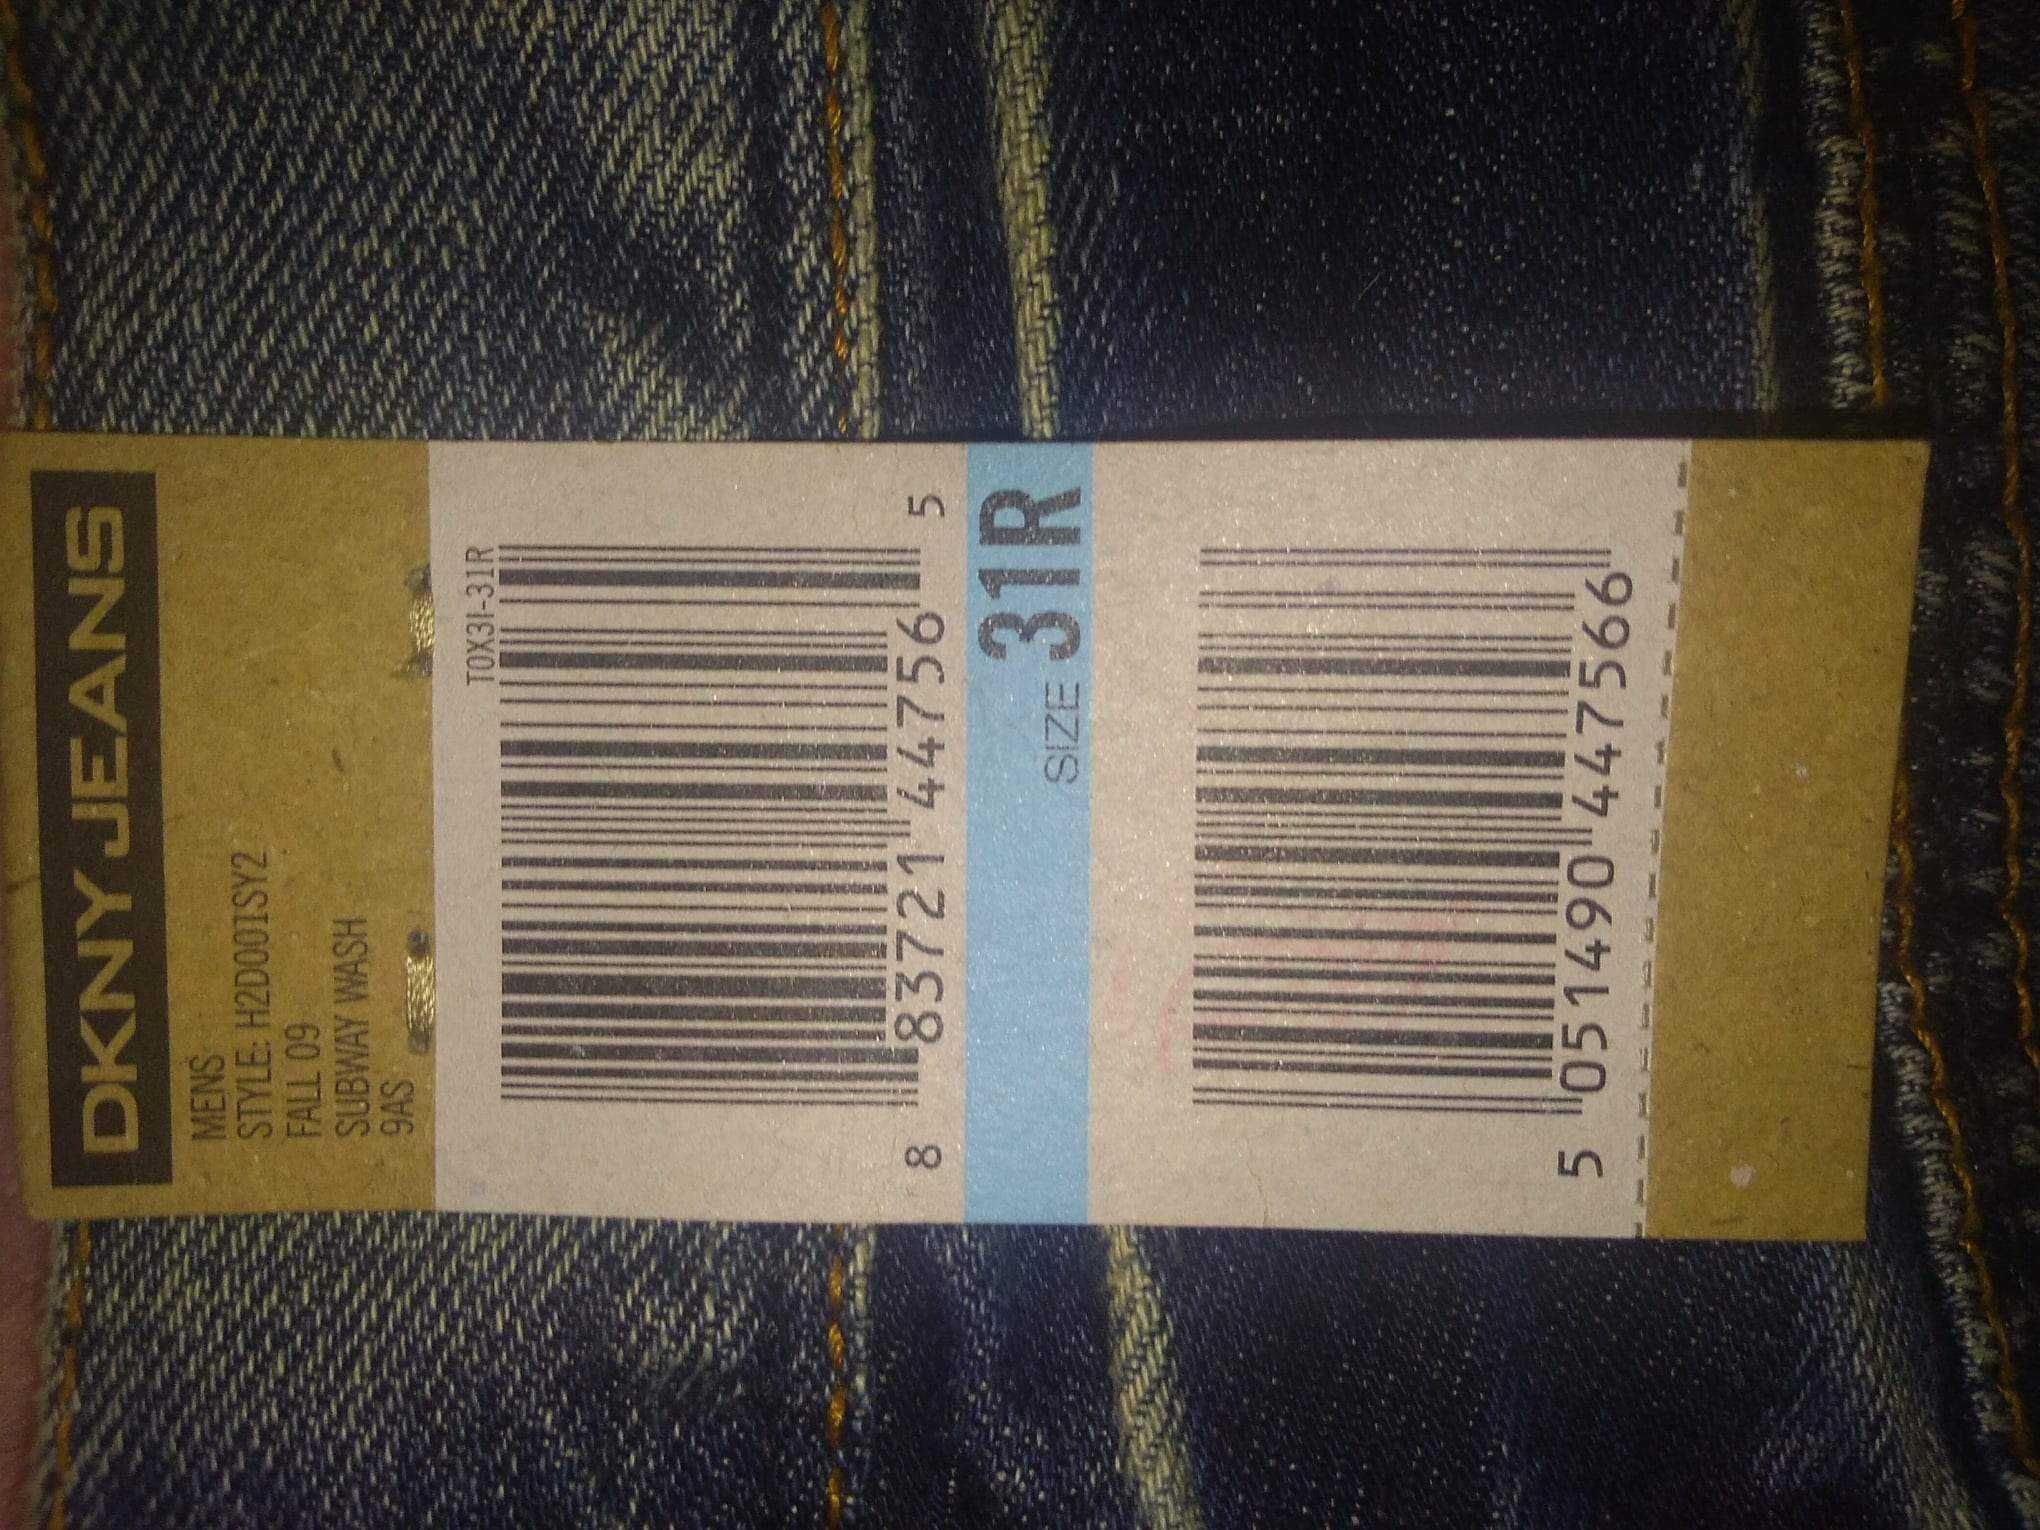 DKNY JEANS
MENS
STYLE: H2D00ISY2
FALL 09
SUBWAY WASH
9AS
TOX3I-31R
8 83721 44756 5
SIZE 31R
5 051490 447566